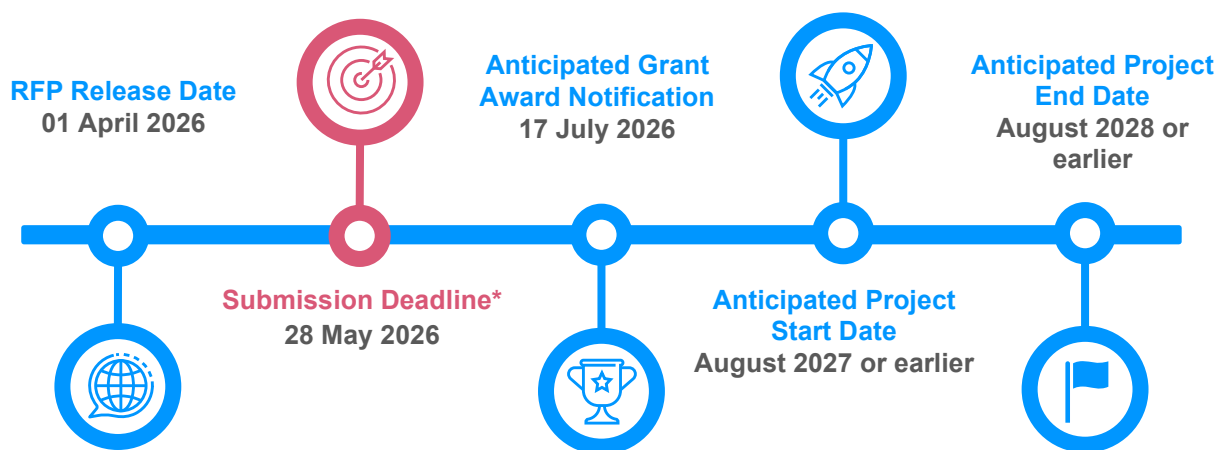 RFP Release Date
01 April 2026
Submission Deadline*
28 May 2026
Anticipated Grant
Award Notification
17 July 2026
Anticipated Project
Start Date
August 2027 or earlier
Anticipated Project
End Date
August 2028 or
earlier